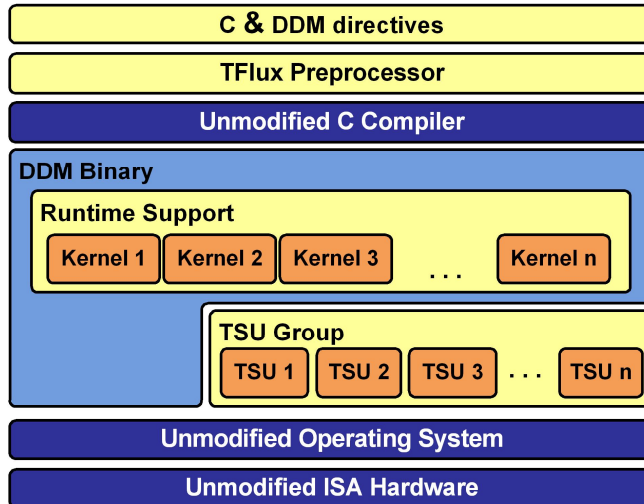 C & DDM directives
TFlux Preprocessor
Unmodified C Compiler
DDM Binary
Runtime Support
Kernel 1 Kernel 2 Kernel 3 . . . Kernel n
TSU Group
TSU 1 TSU 2 TSU 3 . . . TSU n
Unmodified Operating System
Unmodified ISA Hardware